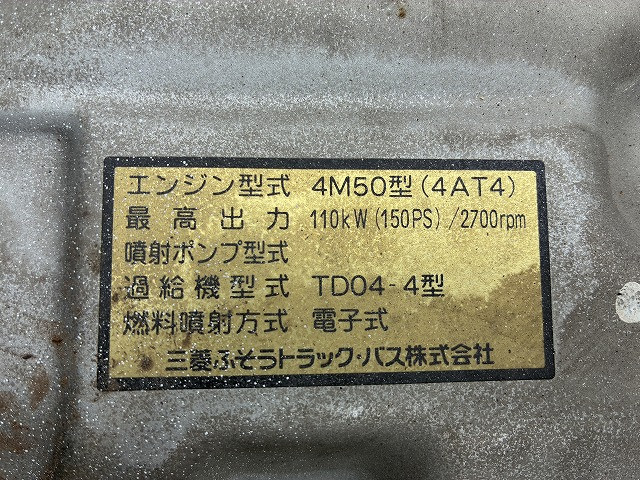 エンジン型式 4M50型(4AT4)
最高出力 110kW(150PS)/2700rpm
噴射ポンプ型式
過給機型式 TD04-4型
燃料噴射方式 電子式
三菱ふそうトラック・バス株式会社